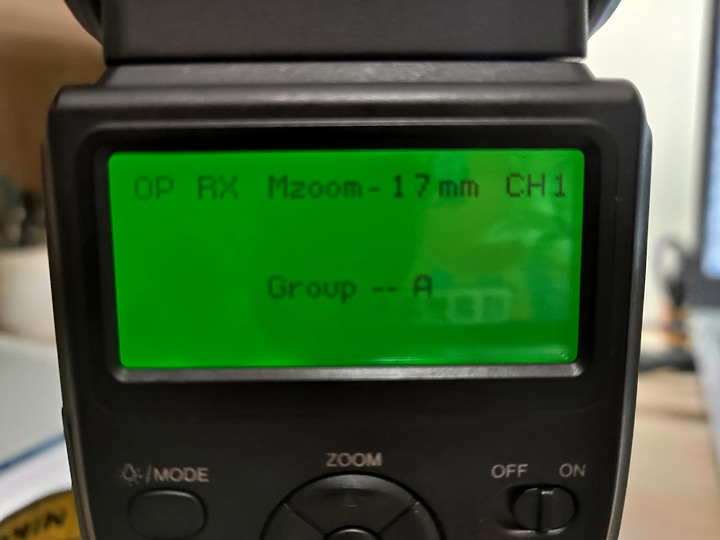 OP RX Mzoom-17mm CH1
Group -- A
/MODE
ZOOM
OFF ON